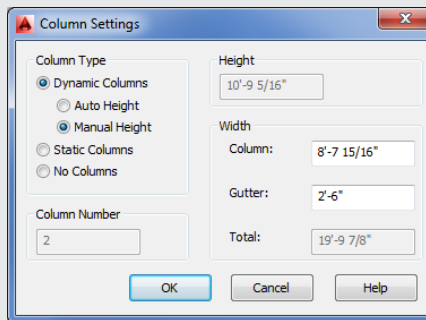 Column Settings
Column Type
Dynamic Columns
Auto Height
Manual Height
Static Columns
No Columns
Column Number
2
Height
10'-9 5/16"
Width
Column: 8'-7 15/16"
Gutter: 2'-6"
Total: 19'-9 7/8"
OK Cancel Help